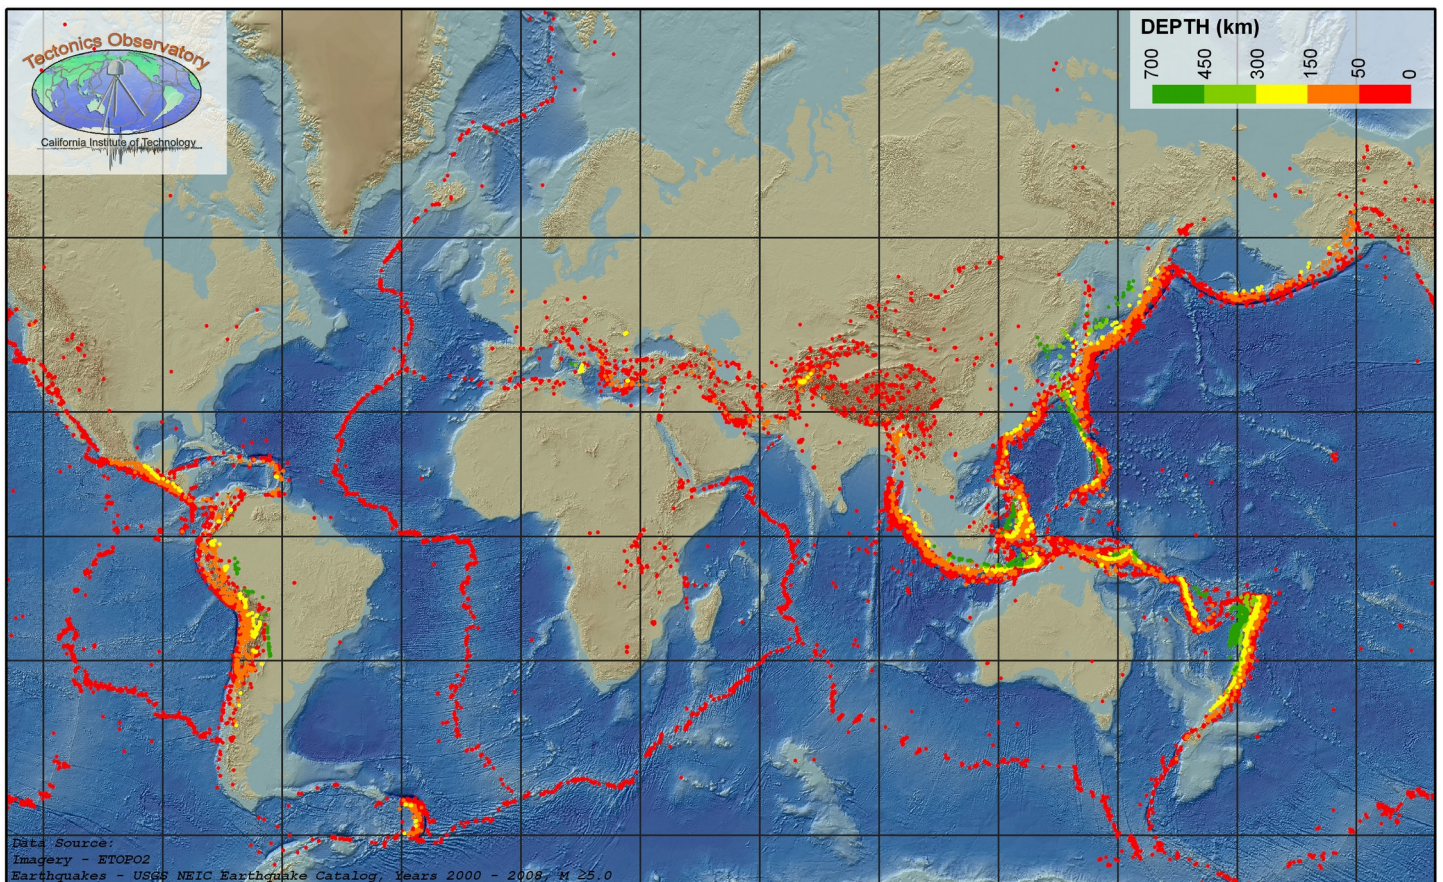 Tectonics Observatory
California Institute of Technology
DEPTH (km)
700 450 300 150 50 0
Data Source:
Imagery - ETOPO2
Earthquakes - USGS NEIC Earthquake Catalog, Years 2000 - 2008, M ≥5.0